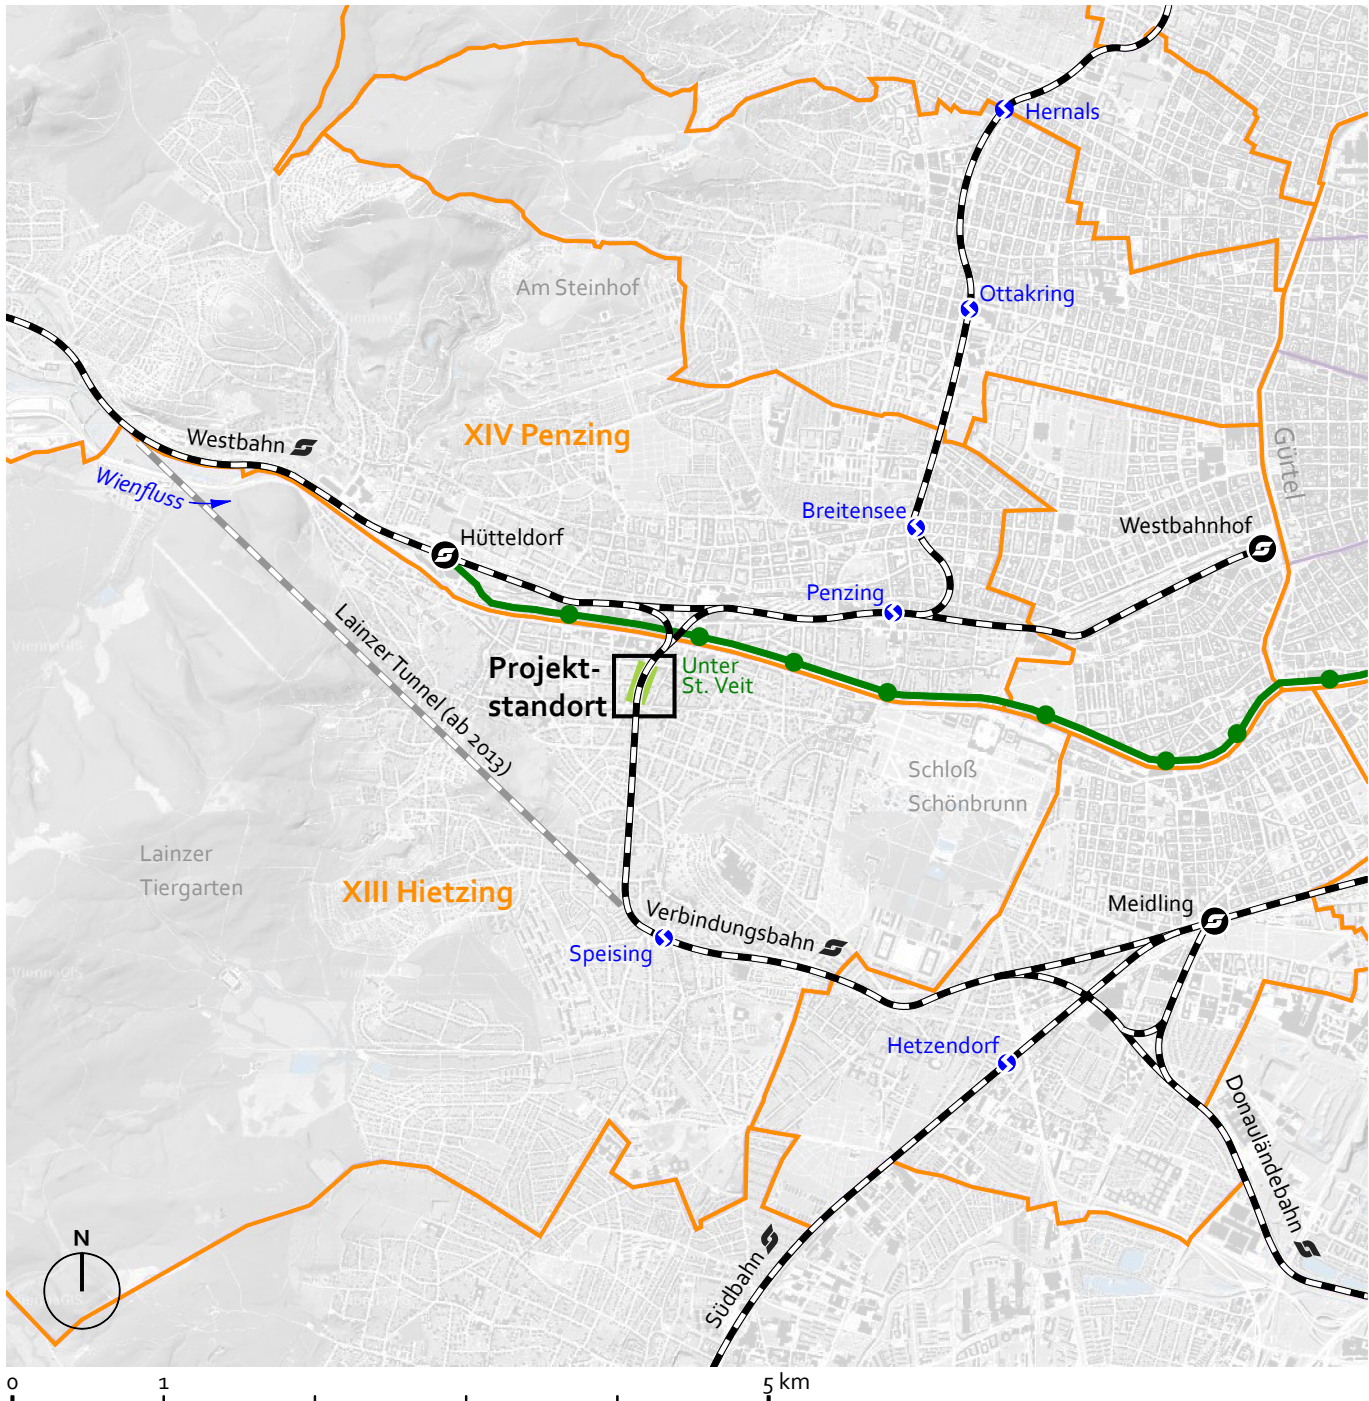 Hernals
Am Steinhof
Ottakring
XIV Penzing
Westbahn
Gürtel
Wienfluss
Breitensee
Westbahnhof
Hütteldorf
Penzing
Lainzer Tunnel (ab 2013)
ViennaGIS
Projekt-
standort
Unter
St. Veit
Schloß
Schönbrunn
Lainzer
Tiergarten
XIII Hietzing
Meidling
Verbindungsbahn
Speising
ViennaGIS
Hetzendorf
Donauländebahn
Südbahn
N
0 1 5 km